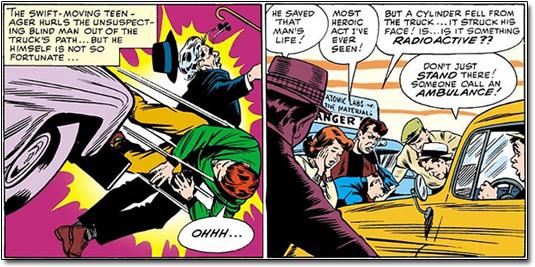 THE SWIFT-MOVING TEEN-
AGER HURLS THE UNSUSPECT-
ING BLIND MAN OUT OF THE
TRUCK'S PATH... BUT HE
HIMSELF IS NOT SO
FORTUNATE...
OHHH...
HE SAVED
THAT
MAN'S
LIFE!
MOST
HEROIC
ACT I'VE
EVER
SEEN!
BUT A CYLINDER FELL FROM
THE TRUCK...IT STRUCK HIS
FACE! IS... IS IT SOMETHING
RADIOACTIVE??
DON'T JUST
STAND THERE!
SOMEONE CALL AN
AMBULANCE!
ATOMIC LABS
MATERIALS
ANGER